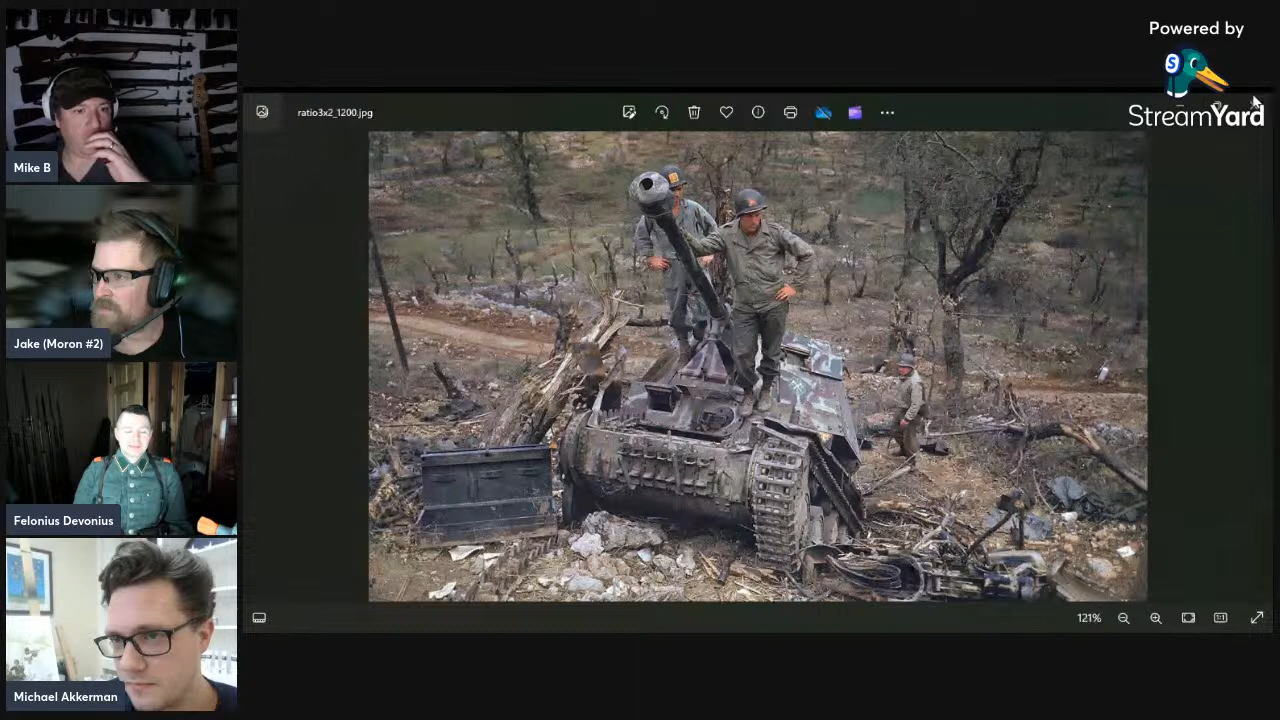 Powered by
StreamYard
ratio3x2_1200.jpg
Mike B
Jake (Moron #2)
Felonius Devonius
Michael Akkerman
121%